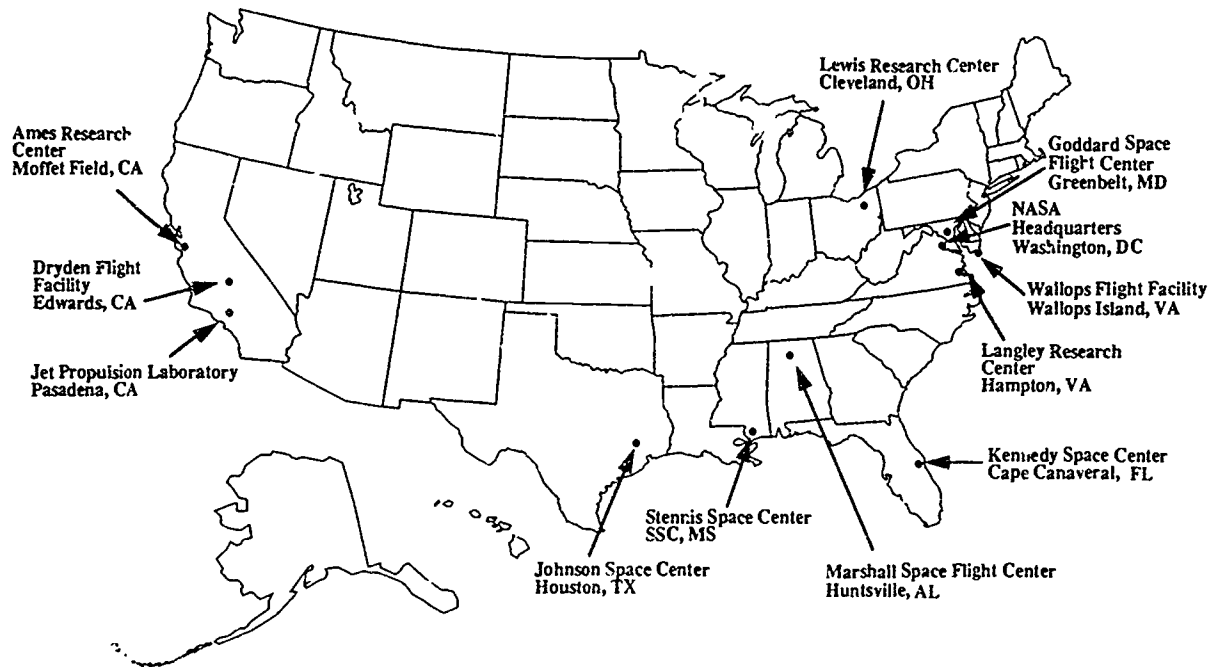 Lewis Research Center
Cleveland, OH
Ames Research
Center
Moffet Field, CA
Goddard Space
Flight Center
Greenbelt, MD
NASA
Headquarters
Washington, DC
Dryden Flight
Facility
Edwards, CA
Wallops Flight Facility
Wallops Island, VA
Jet Propulsion Laboratory
Pasadena, CA
Langley Research
Center
Hampton, VA
Kennedy Space Center
Cape Canaveral, FL
Stennis Space Center
SSC, MS
Johnson Space Center
Houston, TX
Marshall Space Flight Center
Huntsville, AL